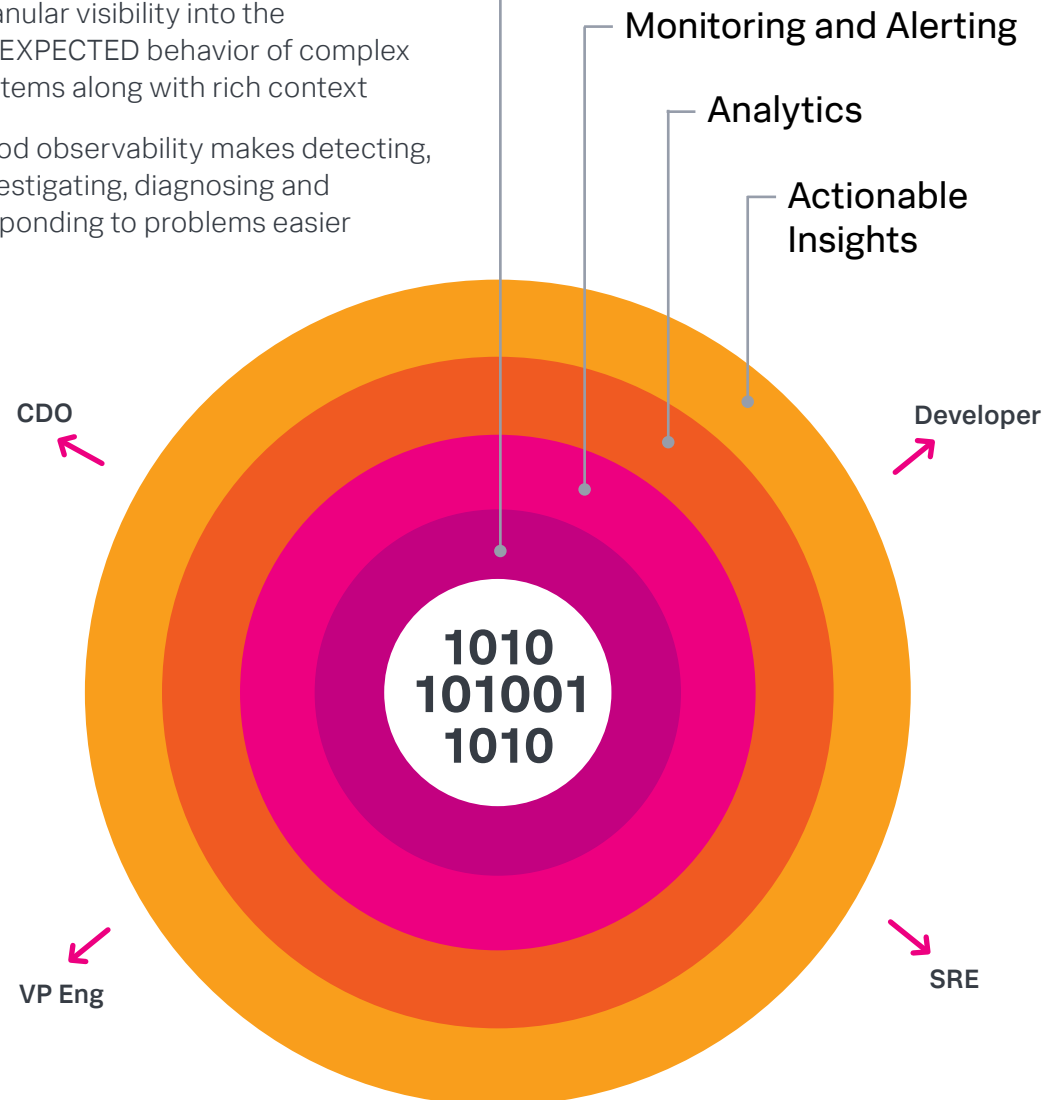 anular visibility into the
EXPECTED behavior of complex
tems along with rich context
od observability makes detecting,
estigating, diagnosing and
ponding to problems easier
Monitoring and Alerting
Analytics
Actionable
Insights
CDO
Developer
1010
101001
1010
VP Eng
SRE